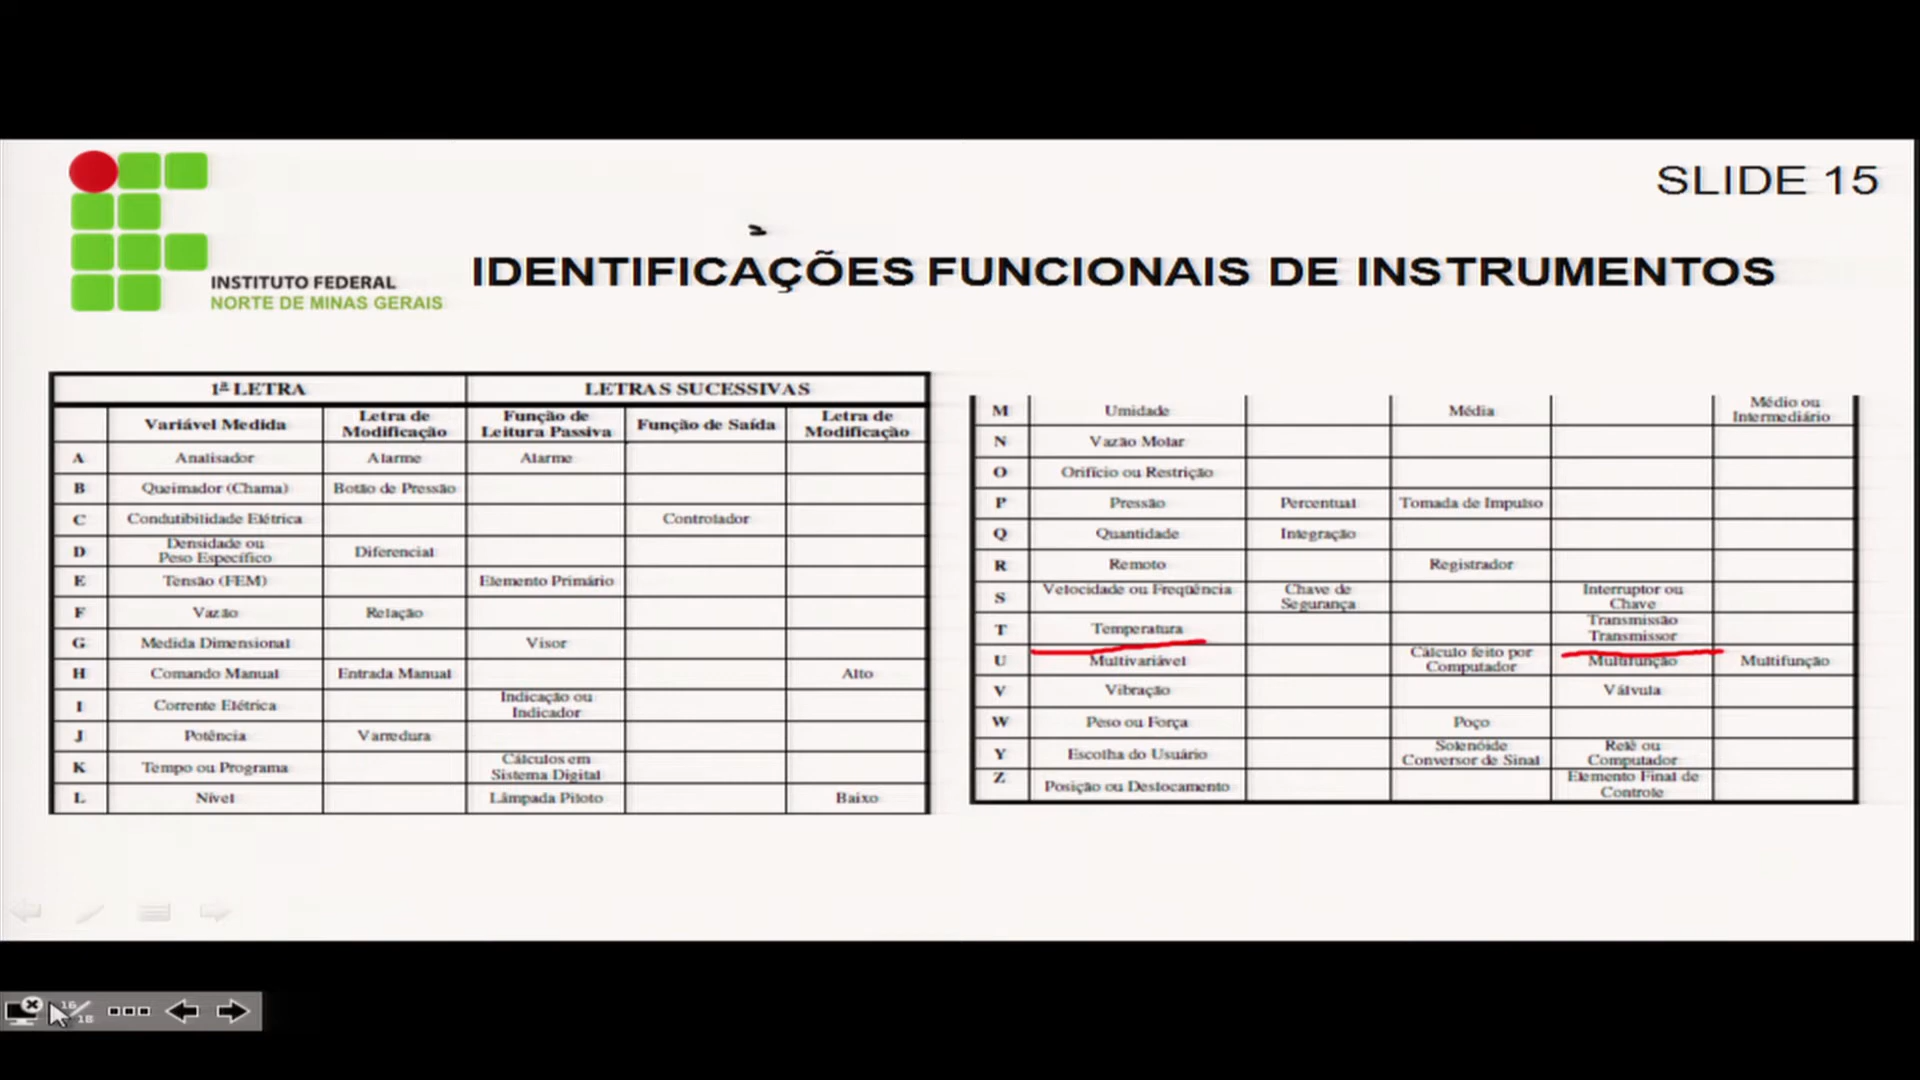 SLIDE 15
INSTITUTO FEDERAL
NORTE DE MINAS GERAIS
IDENTIFICAÇÕES FUNCIONAIS DE INSTRUMENTOS
1ª LETRA LETRAS SUCESSIVAS
Variável Medida Letra de Modificação Função de Leitura Passiva Função de Saída Letra de Modificação
A Analisador Alarme Alarme
B Queimador (Chama) Botão de Pressão
C Condutibilidade Elétrica Controlador
D Densidade ou Peso Específico Diferencial
E Tensão (FEM) Elemento Primário
F Vazão Relação
G Medida Dimensional Visor
H Comando Manual Entrada Manual Alto
I Corrente Elétrica Indicação ou Indicador
J Potência Varredura
K Tempo ou Programa Cálculos em Sistema Digital
L Nível Lâmpada Piloto Baixo
M Umidade Média Médio ou Intermediário
N Vazão Molar
O Orifício ou Restrição
P Pressão Percentual Tomada de Impulso
Q Quantidade Integração
R Remoto Registrador
S Velocidade ou Freqüência Chave de Segurança Interruptor ou Chave
T Temperatura Transmissão Transmissor
U Multivariável Cálculo feito por Computador Multifunção Multifunção
V Vibração Válvula
W Peso ou Força Poço
Y Escolha do Usuário Solenóide Conversor de Sinal Relê ou Computador
Z Posição ou Deslocamento Elemento Final de Controle
16/18